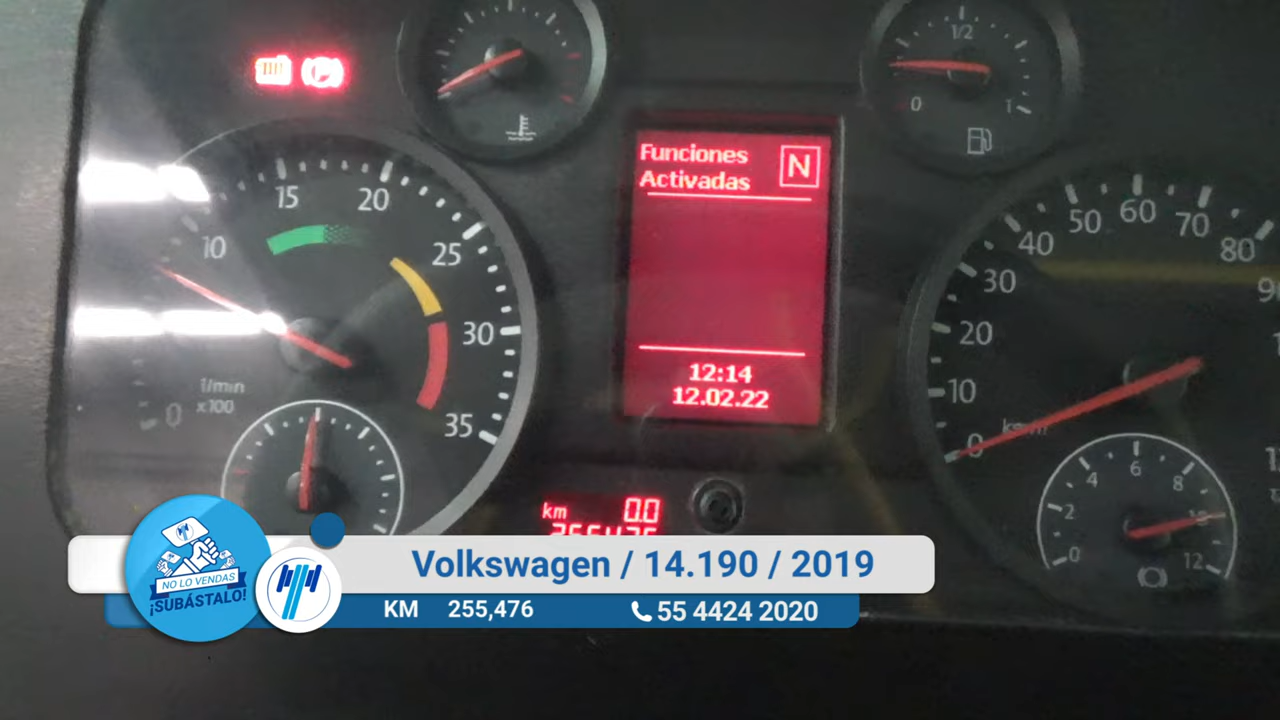 1/2
0
1
Funciones
Activadas
N
15
20
10
25
30
35
1/min
x100
0
12:14
12.02.22
km 0.0
40
50
60
70
80
30
20
10
0
4
6
8
2
10
0
12
NO LO VENDAS
¡SUBÁSTALO!
Volkswagen / 14.190 / 2019
KM 255,476
55 4424 2020